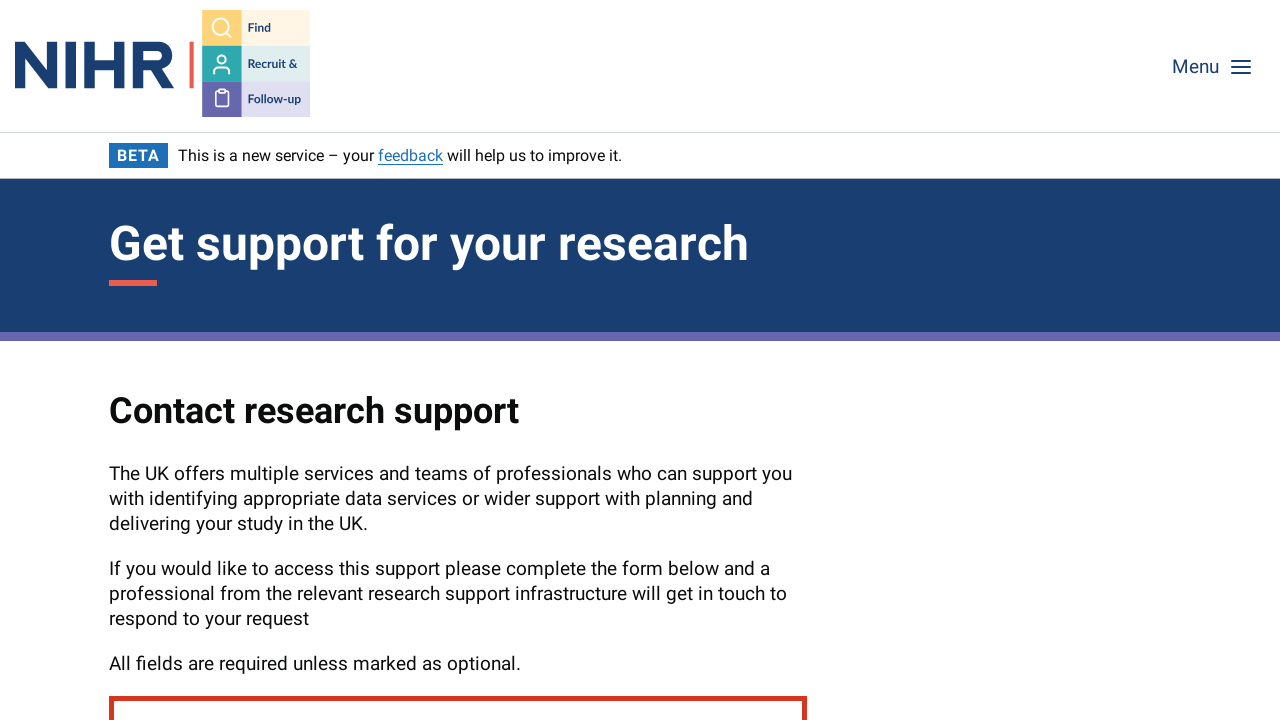 NIHR
Find
Recruit &
Follow-up
Menu
BETA This is a new service – your feedback will help us to improve it.
Get support for your research
Contact research support
The UK offers multiple services and teams of professionals who can support you
with identifying appropriate data services or wider support with planning and
delivering your study in the UK.
If you would like to access this support please complete the form below and a
professional from the relevant research support infrastructure will get in touch to
respond to your request
All fields are required unless marked as optional.